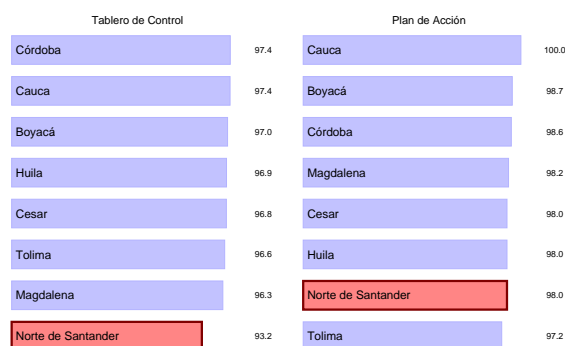 Tablero de Control
Córdoba 97.4
Cauca 97.4
Boyacá 97.0
Huila 96.9
Cesar 96.8
Tolima 96.6
Magdalena 96.3
Norte de Santander 93.2
Plan de Acción
Cauca 100.0
Boyacá 98.7
Córdoba 98.6
Magdalena 98.2
Cesar 98.0
Huila 98.0
Norte de Santander 98.0
Tolima 97.2